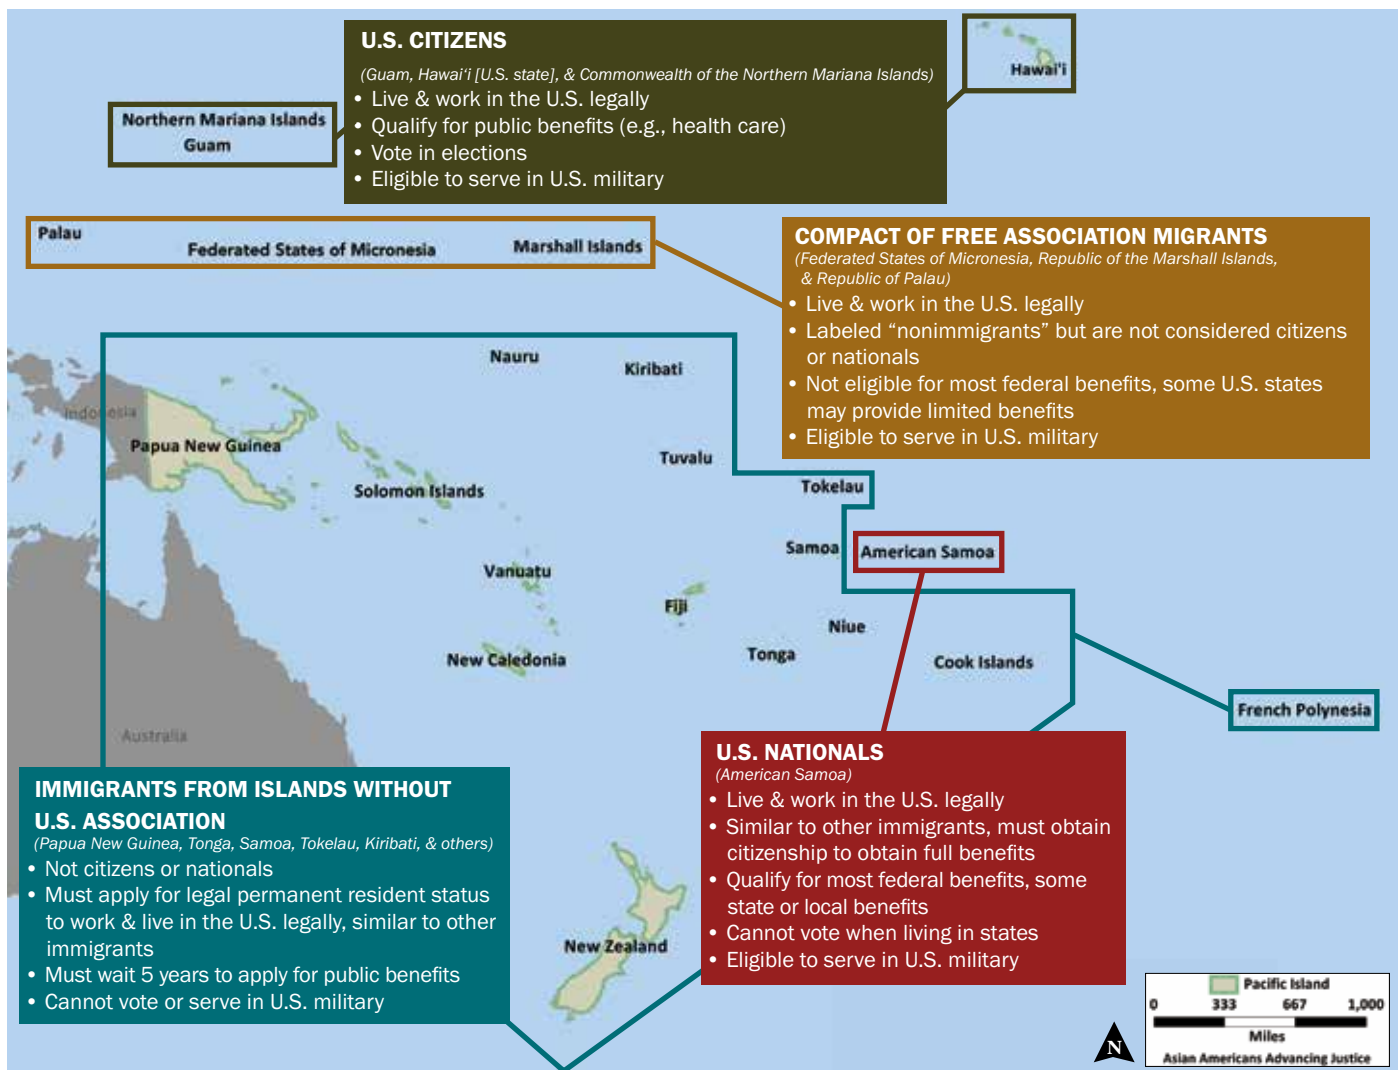 U.S. CITIZENS
(Guam, Hawai‘i [U.S. state], & Commonwealth of the Northern Mariana Islands)
• Live & work in the U.S. legally
• Qualify for public benefits (e.g., health care)
• Vote in elections
• Eligible to serve in U.S. military
Hawai'i
Northern Mariana Islands
Guam
Palau
Federated States of Micronesia
Marshall Islands
COMPACT OF FREE ASSOCIATION MIGRANTS
(Federated States of Micronesia, Republic of the Marshall Islands,
& Republic of Palau)
• Live & work in the U.S. legally
• Labeled “nonimmigrants” but are not considered citizens
or nationals
• Not eligible for most federal benefits, some U.S. states
may provide limited benefits
• Eligible to serve in U.S. military
Nauru
Kiribati
Indonesia
Papua New Guinea
Tuvalu
Solomon Islands
Tokelau
Samoa
American Samoa
Vanuatu
Fiji
Niue
New Caledonia
Tonga
Cook Islands
French Polynesia
Australia
IMMIGRANTS FROM ISLANDS WITHOUT
U.S. ASSOCIATION
(Papua New Guinea, Tonga, Samoa, Tokelau, Kiribati, & others)
• Not citizens or nationals
• Must apply for legal permanent resident status
to work & live in the U.S. legally, similar to other
immigrants
• Must wait 5 years to apply for public benefits
• Cannot vote or serve in U.S. military
U.S. NATIONALS
(American Samoa)
• Live & work in the U.S. legally
• Similar to other immigrants, must obtain
citizenship to obtain full benefits
• Qualify for most federal benefits, some
state or local benefits
• Cannot vote when living in states
• Eligible to serve in U.S. military
New Zealand
N
Pacific Island
0 333 667 1,000
Miles
Asian Americans Advancing Justice